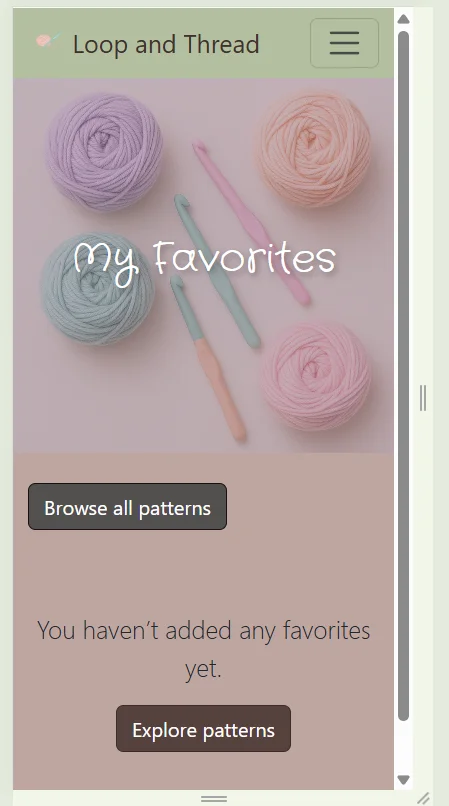 Loop and Thread
My Favorites
Browse all patterns
You haven’t added any favorites
yet.
Explore patterns